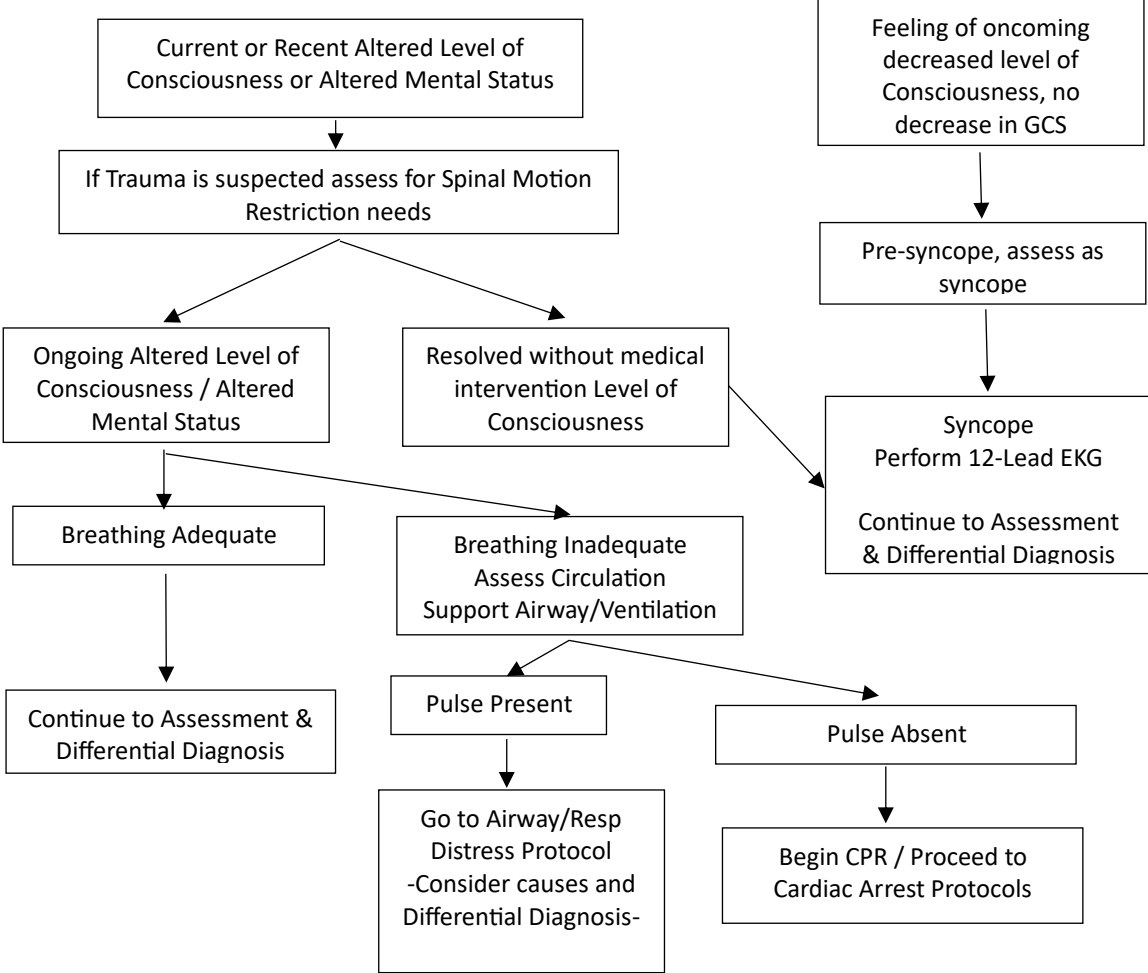 Current or Recent Altered Level of
Consciousness or Altered Mental Status
Feeling of oncoming
decreased level of
Consciousness, no
decrease in GCS
If Trauma is suspected assess for Spinal Motion
Restriction needs
Pre-syncope, assess as
syncope
Ongoing Altered Level of
Consciousness / Altered
Mental Status
Resolved without medical
intervention Level of
Consciousness
Syncope
Perform 12-Lead EKG
Continue to Assessment
& Differential Diagnosis
Breathing Adequate
Breathing Inadequate
Assess Circulation
Support Airway/Ventilation
Continue to Assessment &
Differential Diagnosis
Pulse Present
Pulse Absent
Go to Airway/Resp
Distress Protocol
-Consider causes and
Differential Diagnosis-
Begin CPR / Proceed to
Cardiac Arrest Protocols